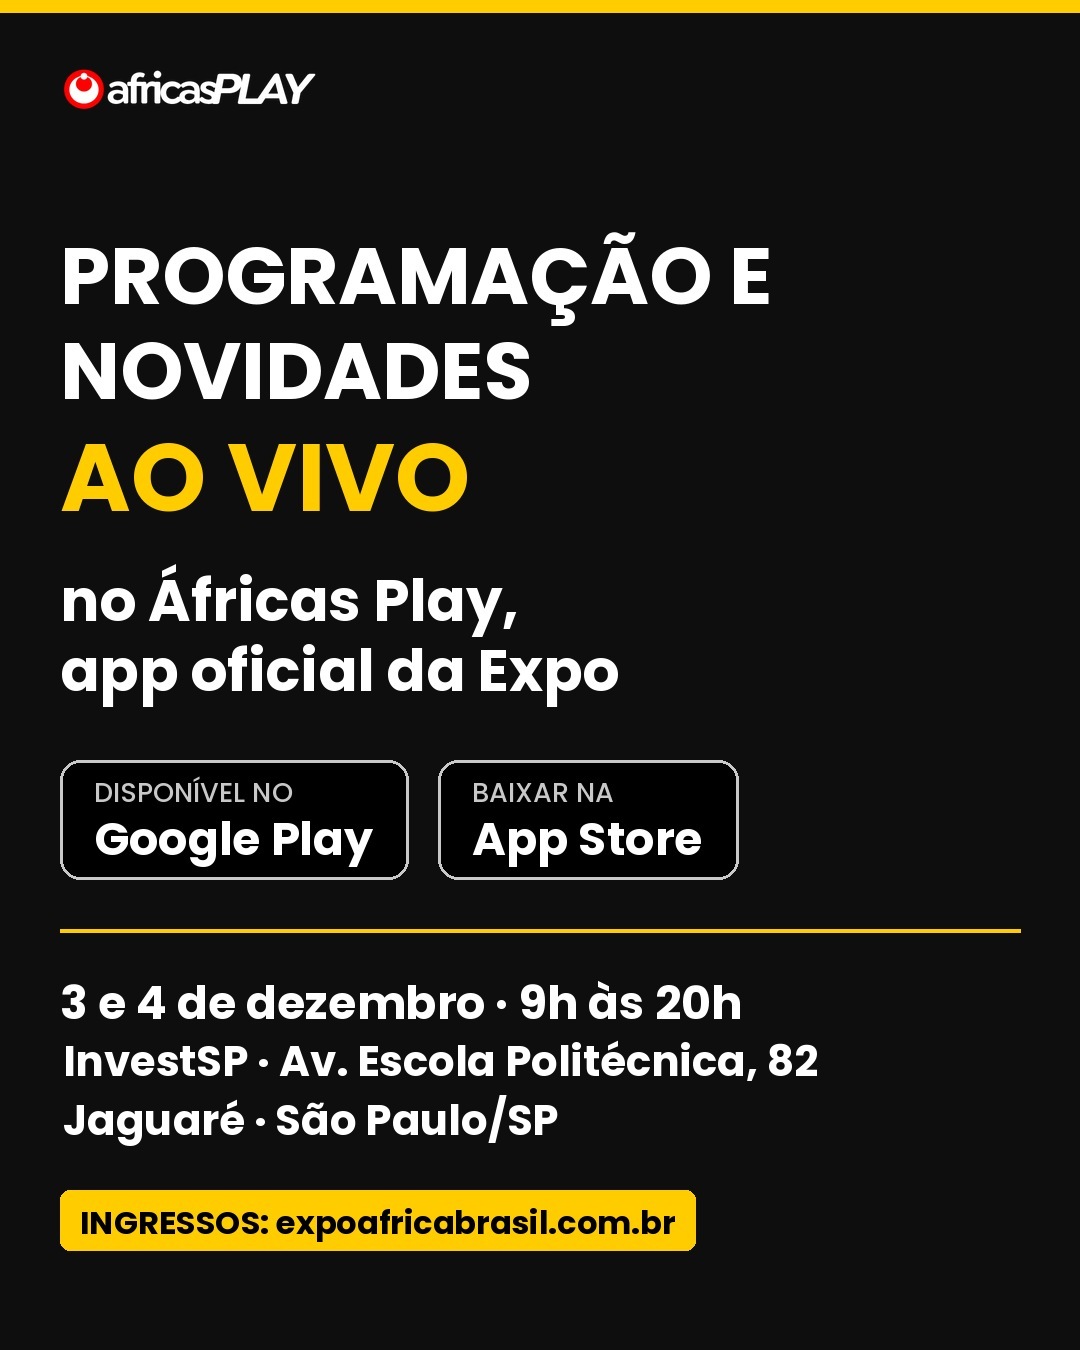 africasPLAY
PROGRAMAÇÃO E
NOVIDADES
AO VIVO
no Áfricas Play,
app oficial da Expo
DISPONÍVEL NO
Google Play
BAIXAR NA
App Store
3 e 4 de dezembro · 9h às 20h
InvestSP · Av. Escola Politécnica, 82
Jaguaré · São Paulo/SP
INGRESSOS: expoafricabrasil.com.br